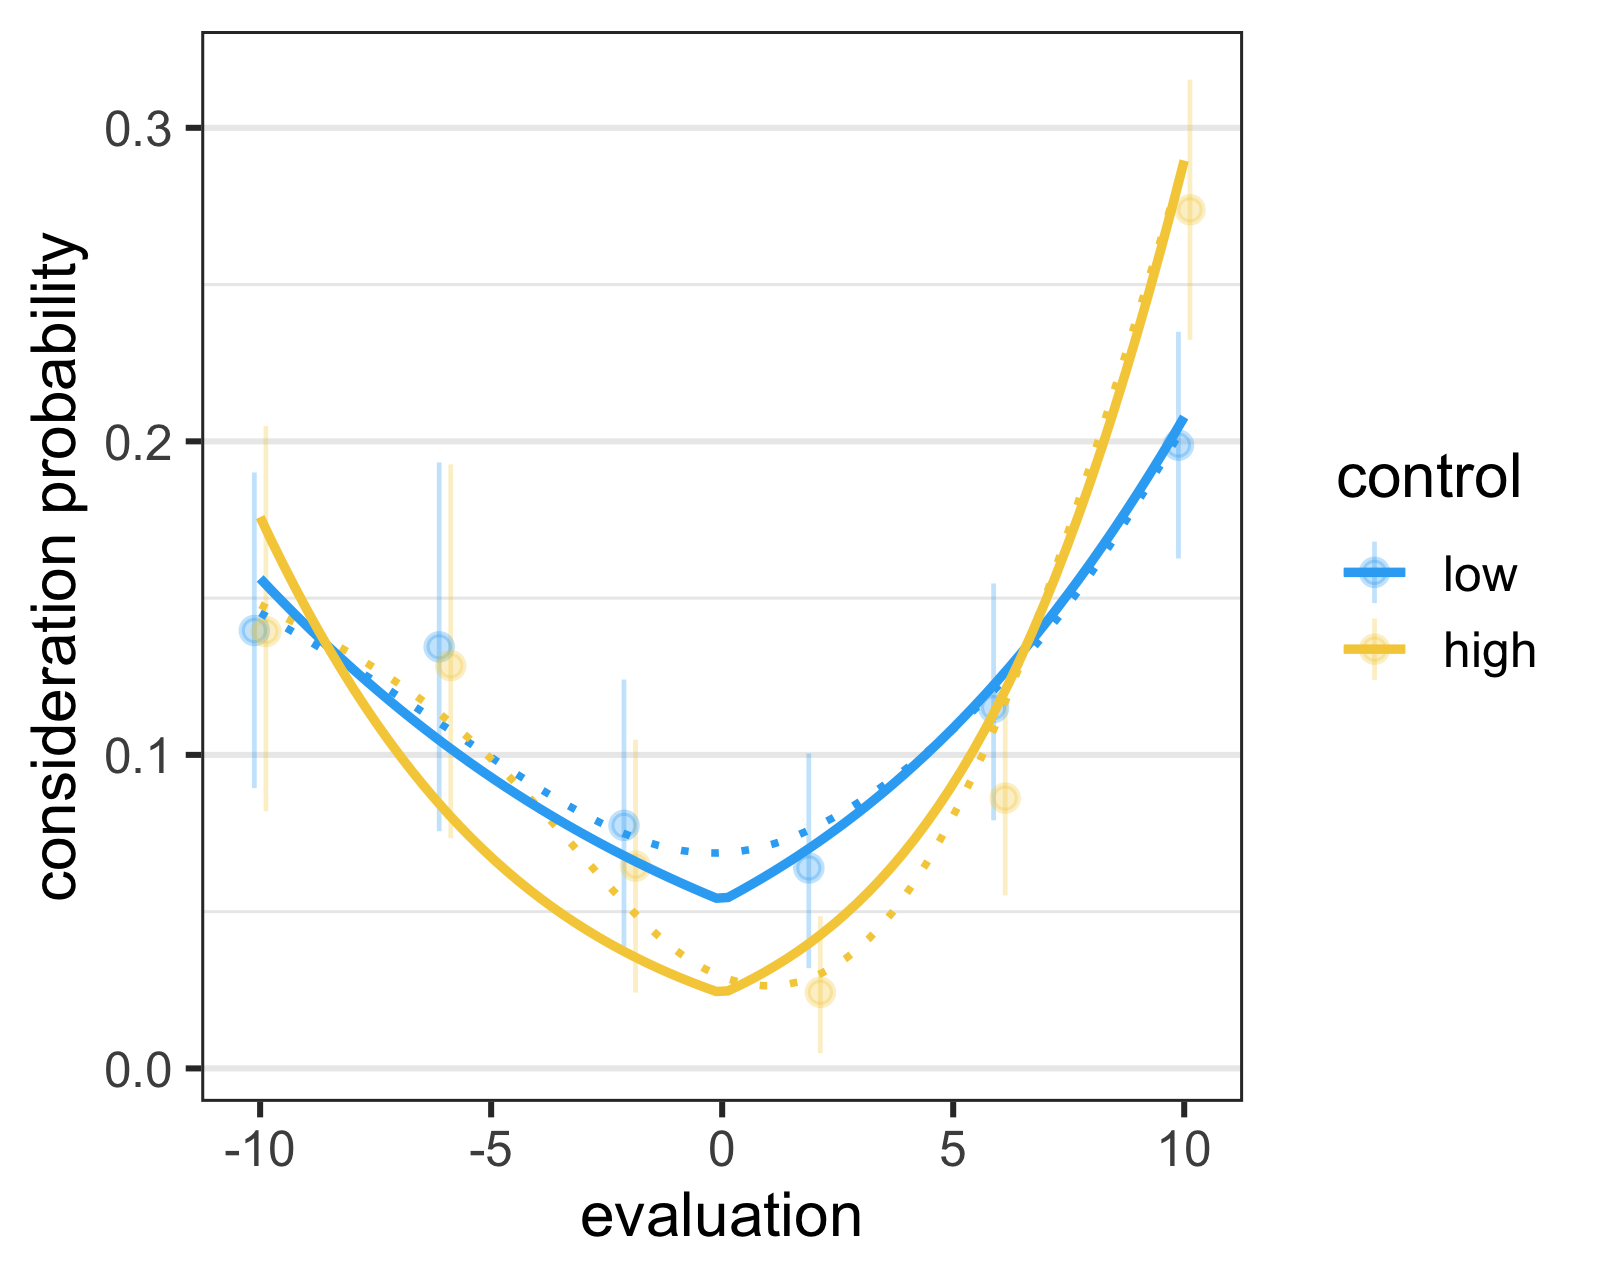 consideration probability
0.3
0.2
0.1
0.0
-10 -5 0 5 10
evaluation
control
low
high